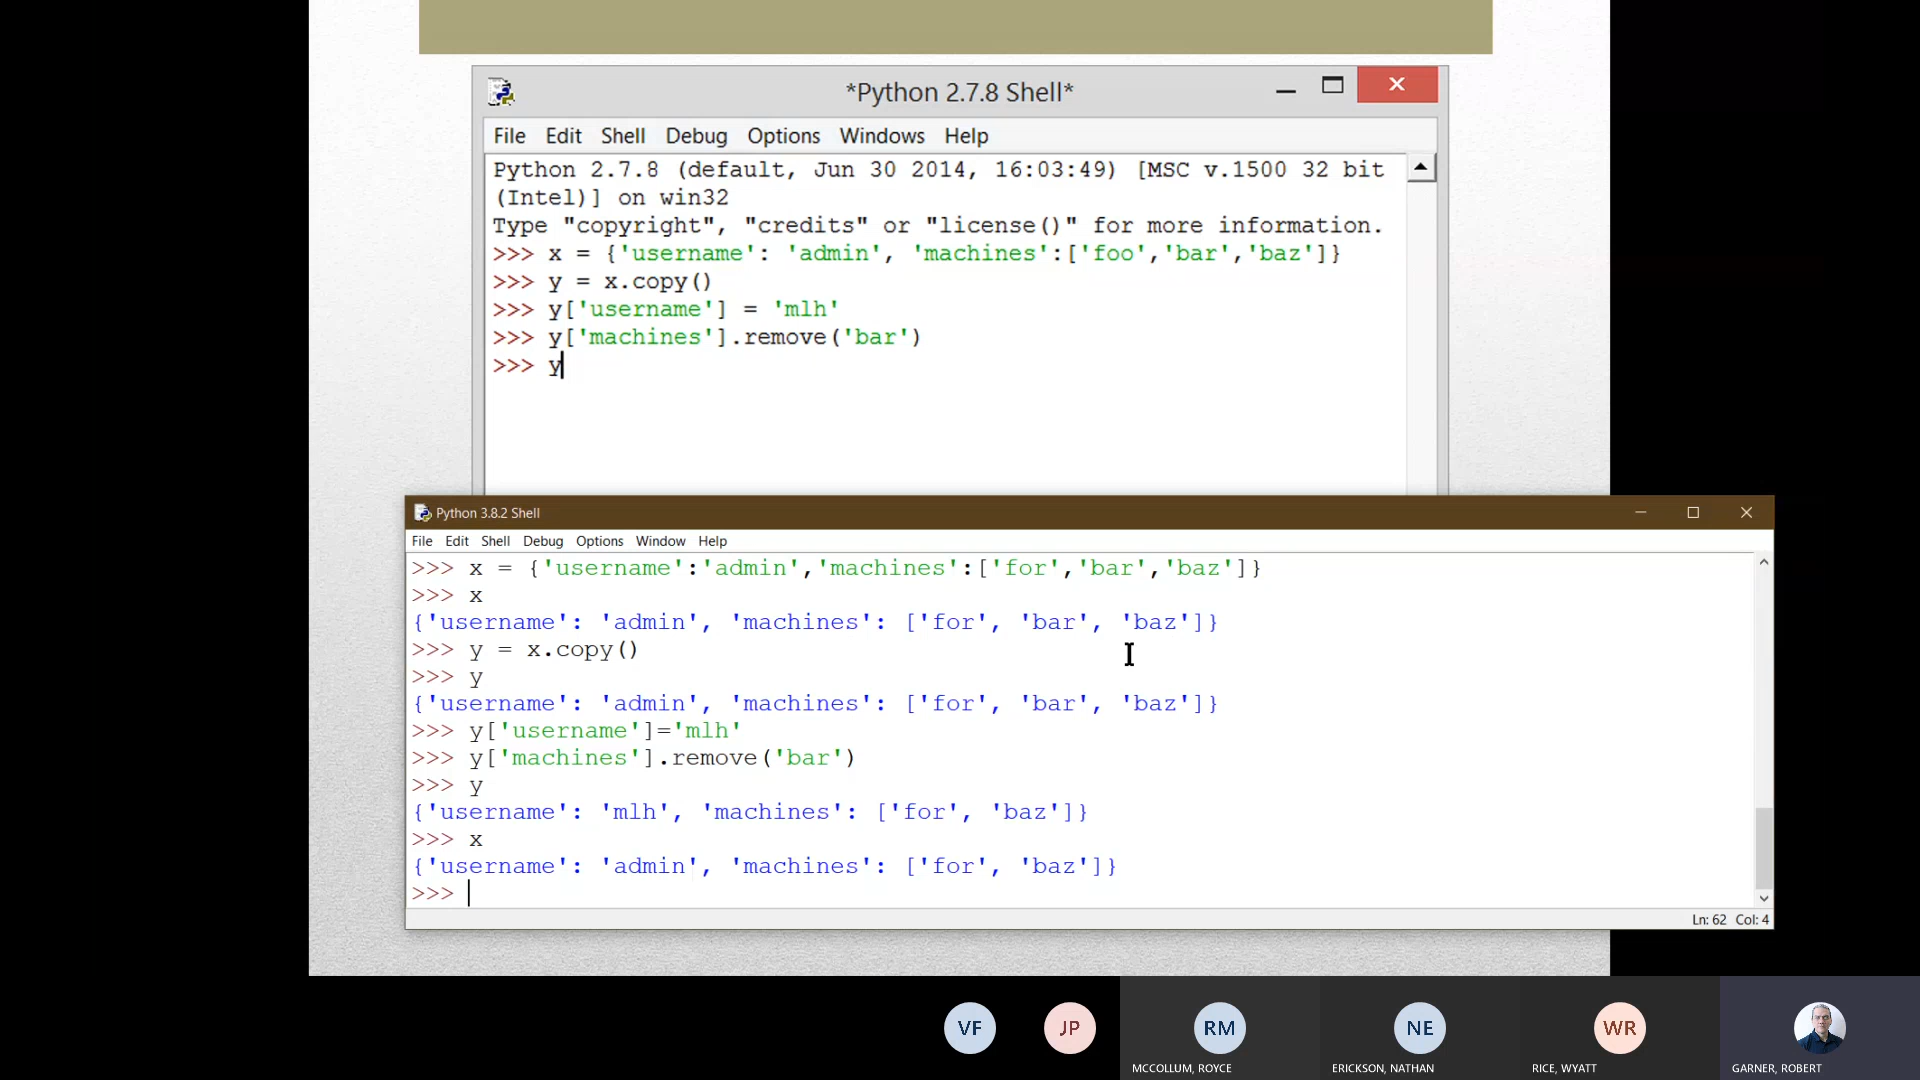 *Python 2.7.8 Shell*
File Edit Shell Debug Options Windows Help
Python 2.7.8 (default, Jun 30 2014, 16:03:49) [MSC v.1500 32 bit
(Intel)] on win32
Type "copyright", "credits" or "license()" for more information.
>>> x = {'username': 'admin', 'machines':['foo','bar','baz']}
>>> y = x.copy()
>>> y['username'] = 'mlh'
>>> y['machines'].remove('bar')
>>> y
Python 3.8.2 Shell
File Edit Shell Debug Options Window Help
>>> x = {'username':'admin','machines':['for','bar','baz']}
>>> x
{'username': 'admin', 'machines': ['for', 'bar', 'baz']}
>>> y = x.copy()
>>> y
{'username': 'admin', 'machines': ['for', 'bar', 'baz']}
>>> y['username']='mlh'
>>> y['machines'].remove('bar')
>>> y
{'username': 'mlh', 'machines': ['for', 'baz']}
>>> x
{'username': 'admin', 'machines': ['for', 'baz']}
>>>
Ln: 62 Col: 4
VF JP RM NE WR
MCCOLLUM, ROYCE ERICKSON, NATHAN RICE, WYATT GARNER, ROBERT